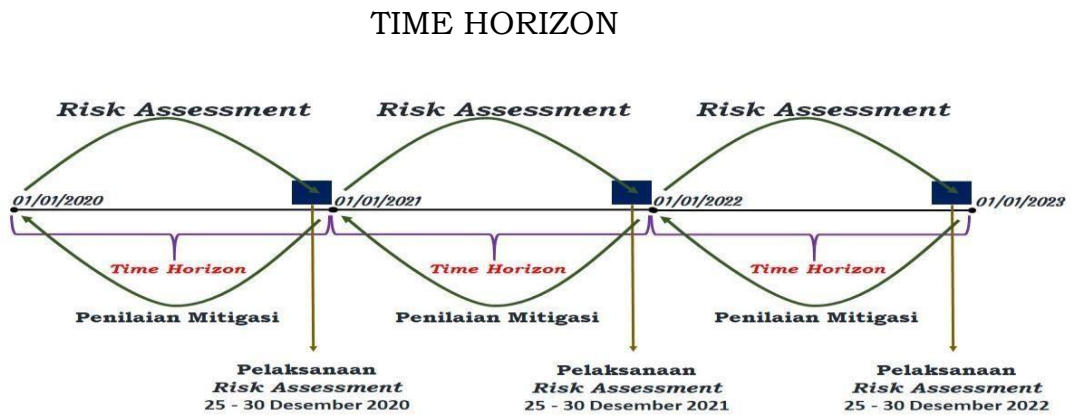 TIME HORIZON
Risk Assessment
Risk Assessment
Risk Assessment
01/01/2020
01/01/2021
01/01/2022
01/01/2023
Time Horizon
Time Horizon
Time Horizon
Penilaian Mitigasi
Penilaian Mitigasi
Penilaian Mitigasi
Pelaksanaan
Risk Assessment
25 - 30 Desember 2020
Pelaksanaan
Risk Assessment
25 - 30 Desember 2021
Pelaksanaan
Risk Assessment
25 - 30 Desember 2022